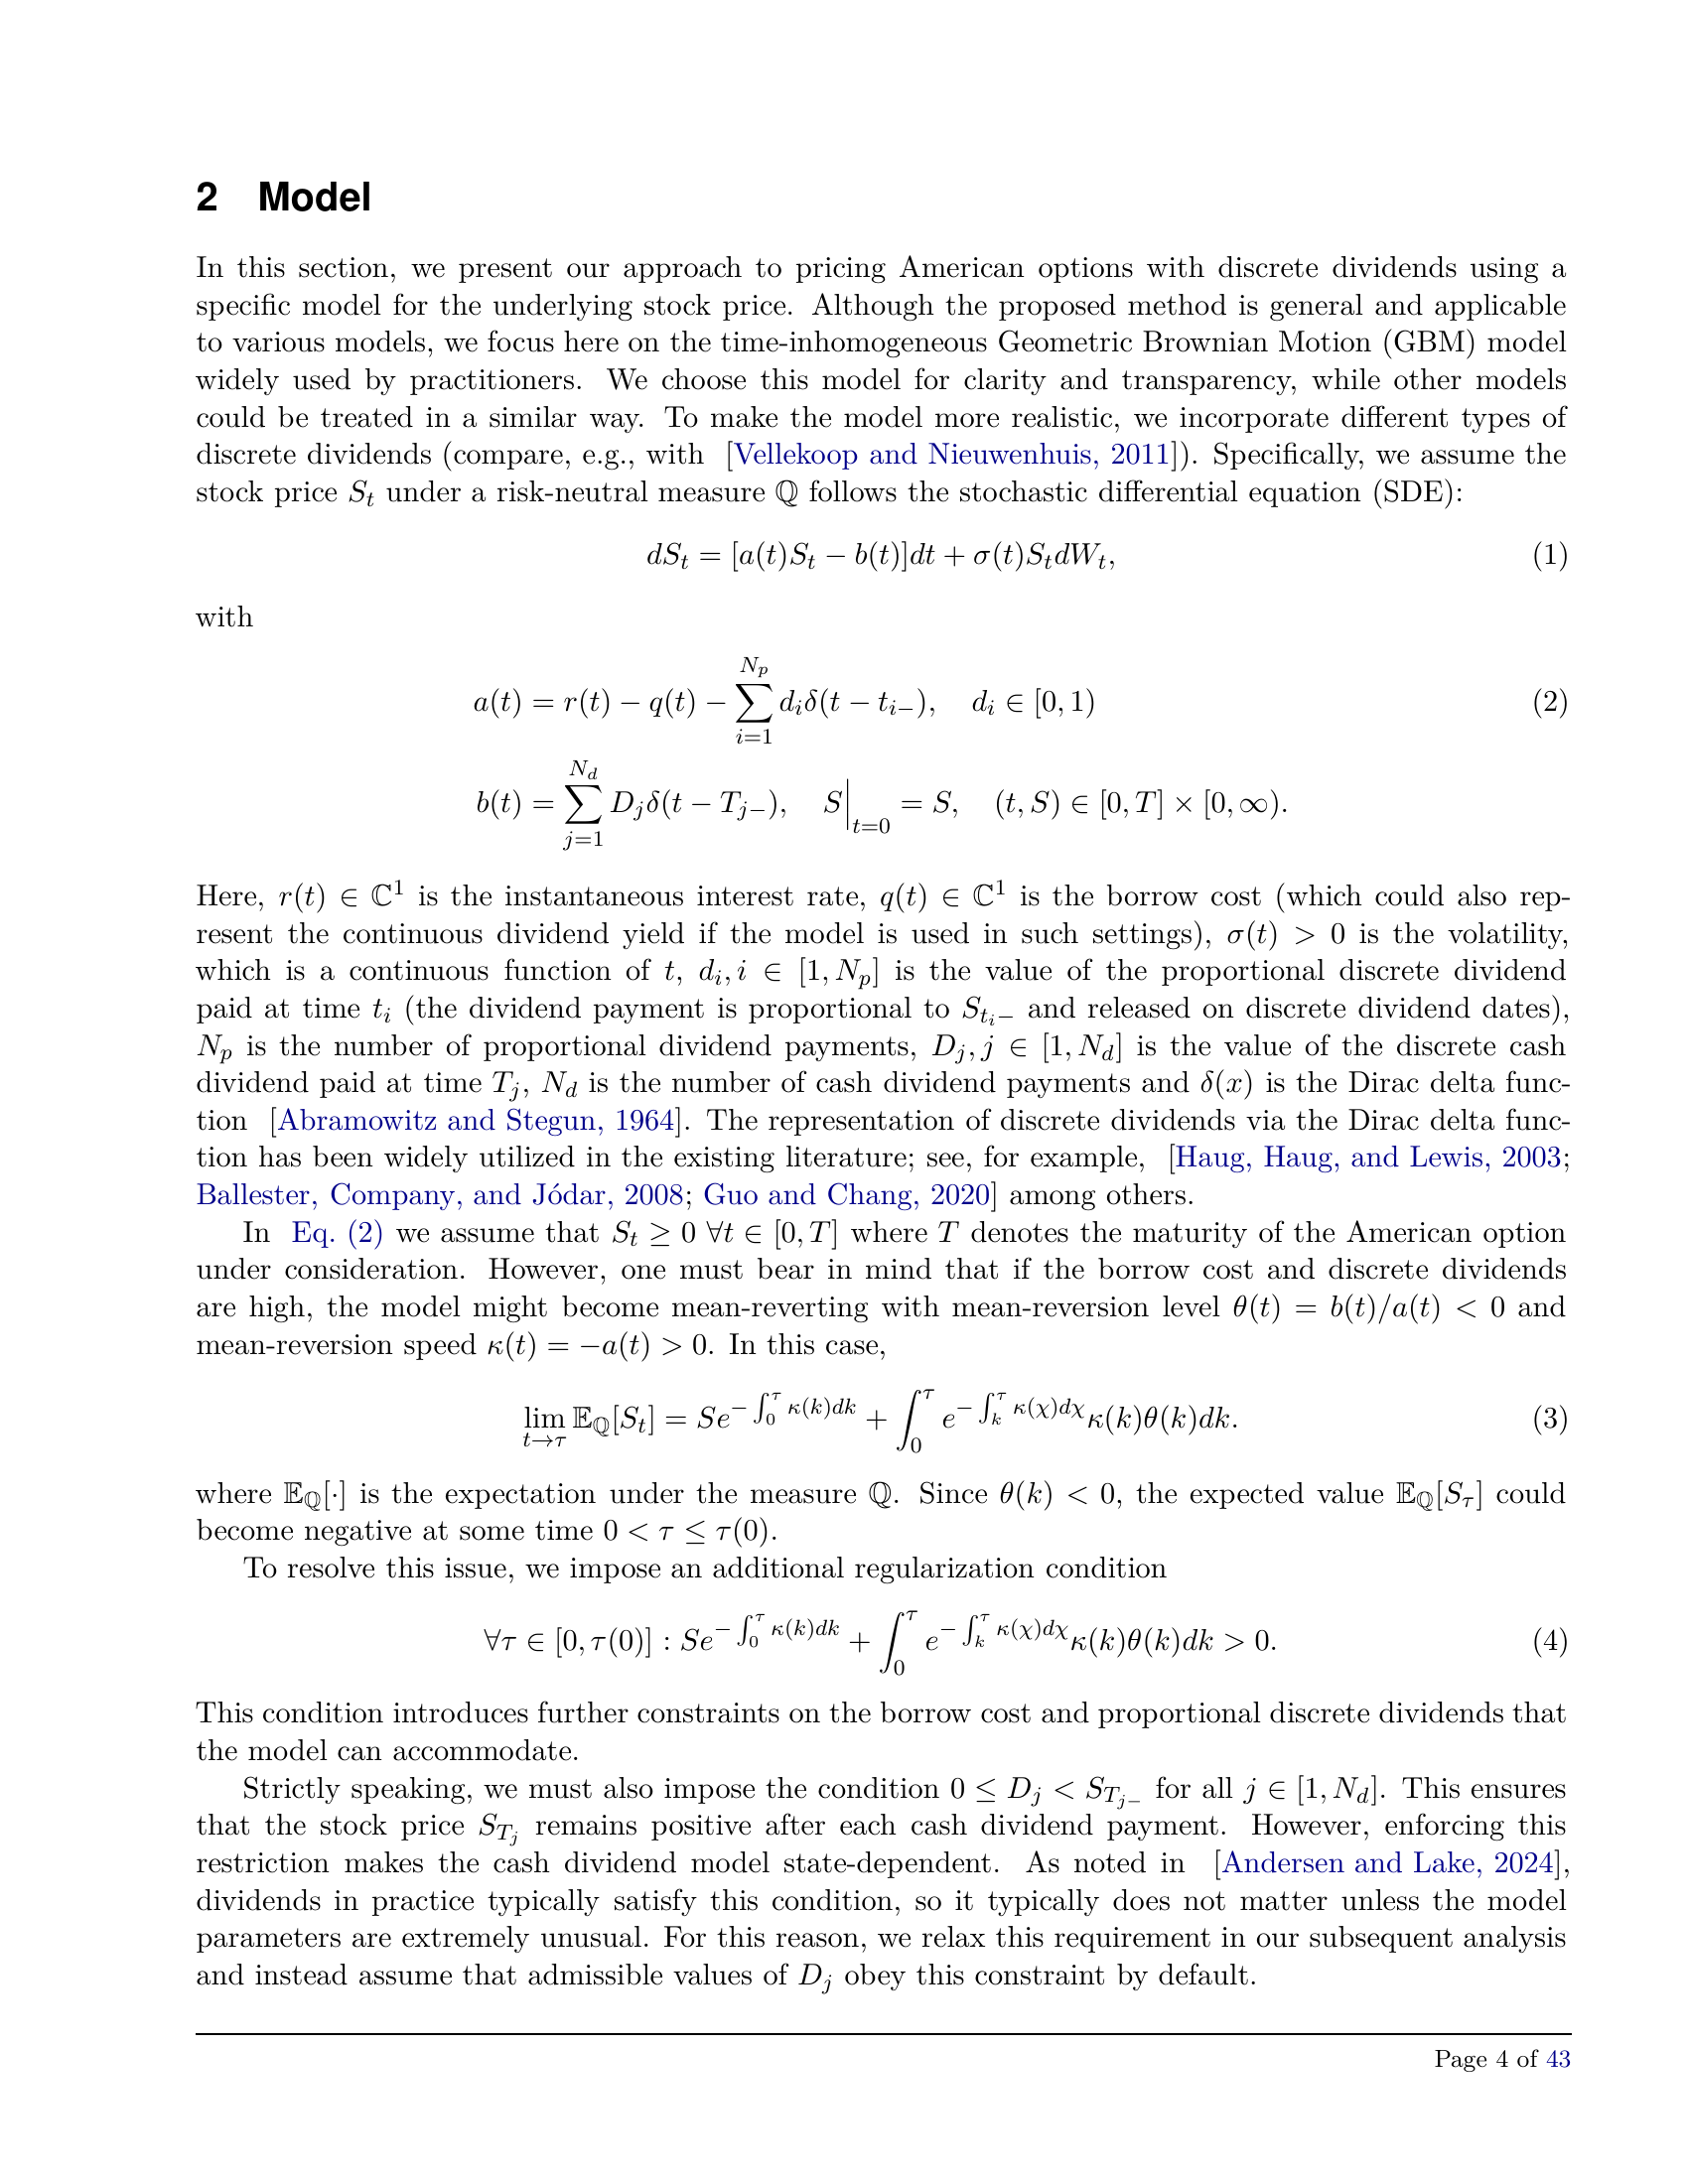 2 Model
In this section, we present our approach to pricing American options with discrete dividends using a
specific model for the underlying stock price. Although the proposed method is general and applicable
to various models, we focus here on the time-inhomogeneous Geometric Brownian Motion (GBM) model
widely used by practitioners. We choose this model for clarity and transparency, while other models
could be treated in a similar way. To make the model more realistic, we incorporate different types of
discrete dividends (compare, e.g., with [Vellekoop and Nieuwenhuis, 2011]). Specifically, we assume the
stock price $S_t$ under a risk-neutral measure $\mathbb{Q}$ follows the stochastic differential equation (SDE):
$dS_t = [a(t)S_t - b(t)]dt + \sigma(t)S_t dW_t,$ (1)
with
$a(t) = r(t) - q(t) - \sum_{i=1}^{N_p} d_i \delta(t - t_{i-}), \quad d_i \in [0, 1)$ (2)
$b(t) = \sum_{j=1}^{N_d} D_j \delta(t - T_{j-}), \quad S\Big|_{t=0} = S, \quad (t, S) \in [0, T] \times [0, \infty).$
Here, $r(t) \in \mathbb{C}^1$ is the instantaneous interest rate, $q(t) \in \mathbb{C}^1$ is the borrow cost (which could also rep-
resent the continuous dividend yield if the model is used in such settings), $\sigma(t) > 0$ is the volatility,
which is a continuous function of $t$, $d_i, i \in [1, N_p]$ is the value of the proportional discrete dividend
paid at time $t_i$ (the dividend payment is proportional to $S_{t_i-}$ and released on discrete dividend dates),
$N_p$ is the number of proportional dividend payments, $D_j, j \in [1, N_d]$ is the value of the discrete cash
dividend paid at time $T_j$, $N_d$ is the number of cash dividend payments and $\delta(x)$ is the Dirac delta func-
tion [Abramowitz and Stegun, 1964]. The representation of discrete dividends via the Dirac delta func-
tion has been widely utilized in the existing literature; see, for example, [Haug, Haug, and Lewis, 2003;
Ballester, Company, and Jódar, 2008; Guo and Chang, 2020] among others.
In Eq. (2) we assume that $S_t \geq 0 \ \forall t \in [0, T]$ where $T$ denotes the maturity of the American option
under consideration. However, one must bear in mind that if the borrow cost and discrete dividends
are high, the model might become mean-reverting with mean-reversion level $\theta(t) = b(t)/a(t) < 0$ and
mean-reversion speed $\kappa(t) = -a(t) > 0$. In this case,
$\lim_{t \to \tau} \mathbb{E}_{\mathbb{Q}}[S_t] = S e^{-\int_0^\tau \kappa(k)dk} + \int_0^\tau e^{-\int_k^\tau \kappa(\chi)d\chi} \kappa(k)\theta(k)dk.$ (3)
where $\mathbb{E}_{\mathbb{Q}}[\cdot]$ is the expectation under the measure $\mathbb{Q}$. Since $\theta(k) < 0$, the expected value $\mathbb{E}_{\mathbb{Q}}[S_\tau]$ could
become negative at some time $0 < \tau \leq \tau(0)$.
To resolve this issue, we impose an additional regularization condition
$\forall \tau \in [0, \tau(0)] : S e^{-\int_0^\tau \kappa(k)dk} + \int_0^\tau e^{-\int_k^\tau \kappa(\chi)d\chi} \kappa(k)\theta(k)dk > 0.$ (4)
This condition introduces further constraints on the borrow cost and proportional discrete dividends that
the model can accommodate.
Strictly speaking, we must also impose the condition $0 \leq D_j < S_{T_{j-}}$ for all $j \in [1, N_d]$. This ensures
that the stock price $S_{T_j}$ remains positive after each cash dividend payment. However, enforcing this
restriction makes the cash dividend model state-dependent. As noted in [Andersen and Lake, 2024],
dividends in practice typically satisfy this condition, so it typically does not matter unless the model
parameters are extremely unusual. For this reason, we relax this requirement in our subsequent analysis
and instead assume that admissible values of $D_j$ obey this constraint by default.
Page 4 of 43